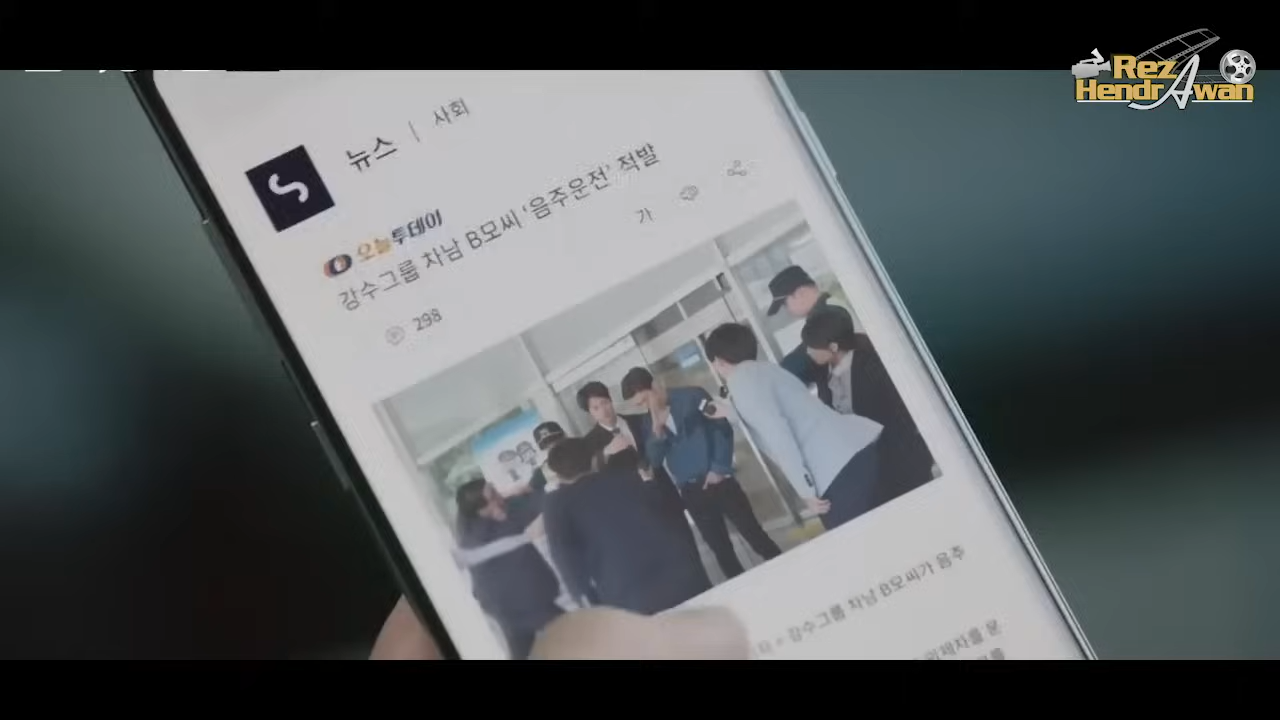 Rez
HendrAwan
뉴스 | 사회
오늘투데이
강수그룹 차남 B모씨 '음주운전' 적발
298
가
강수그룹 차남 B모씨가 음주